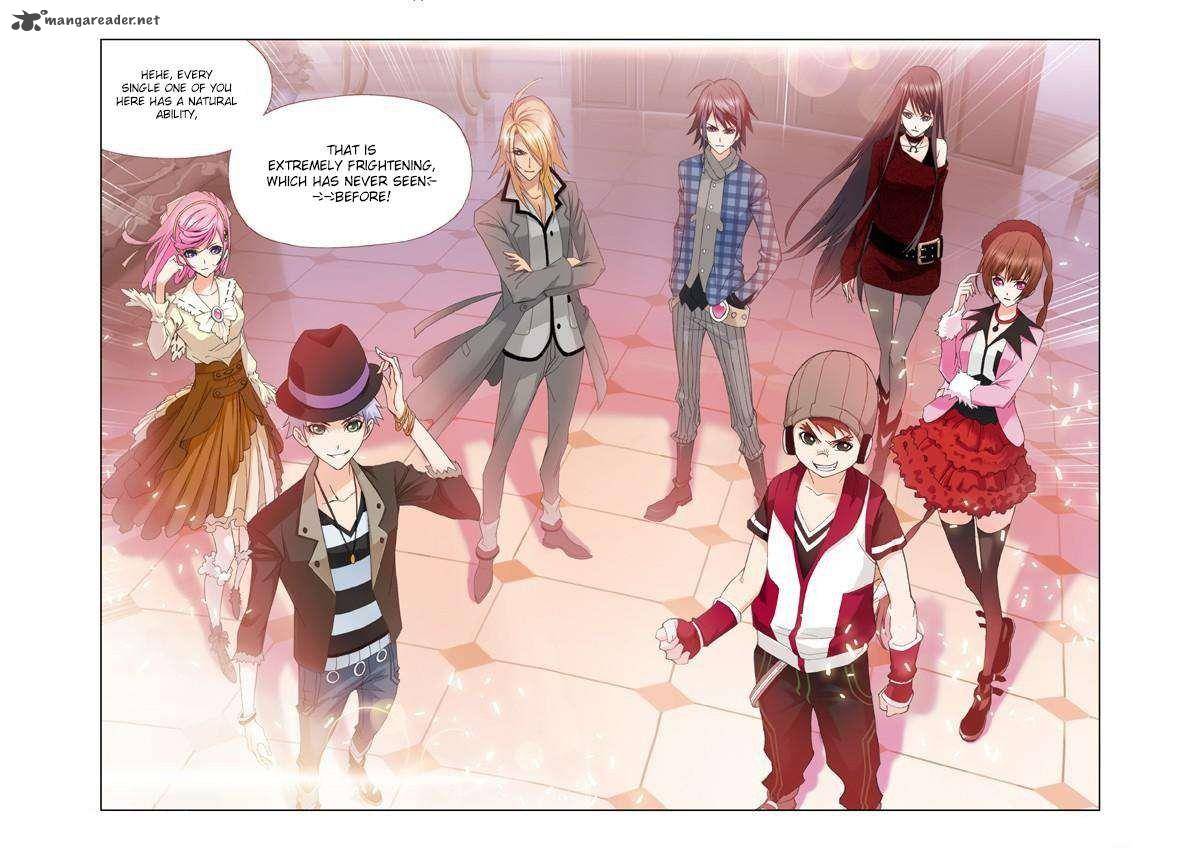 mangareader.net
HEHE, EVERY
SINGLE ONE OF YOU
HERE HAS A NATURAL
ABILITY,
THAT IS
EXTREMELY FRIGHTENING,
WHICH HAS NEVER SEEN
BEFORE!